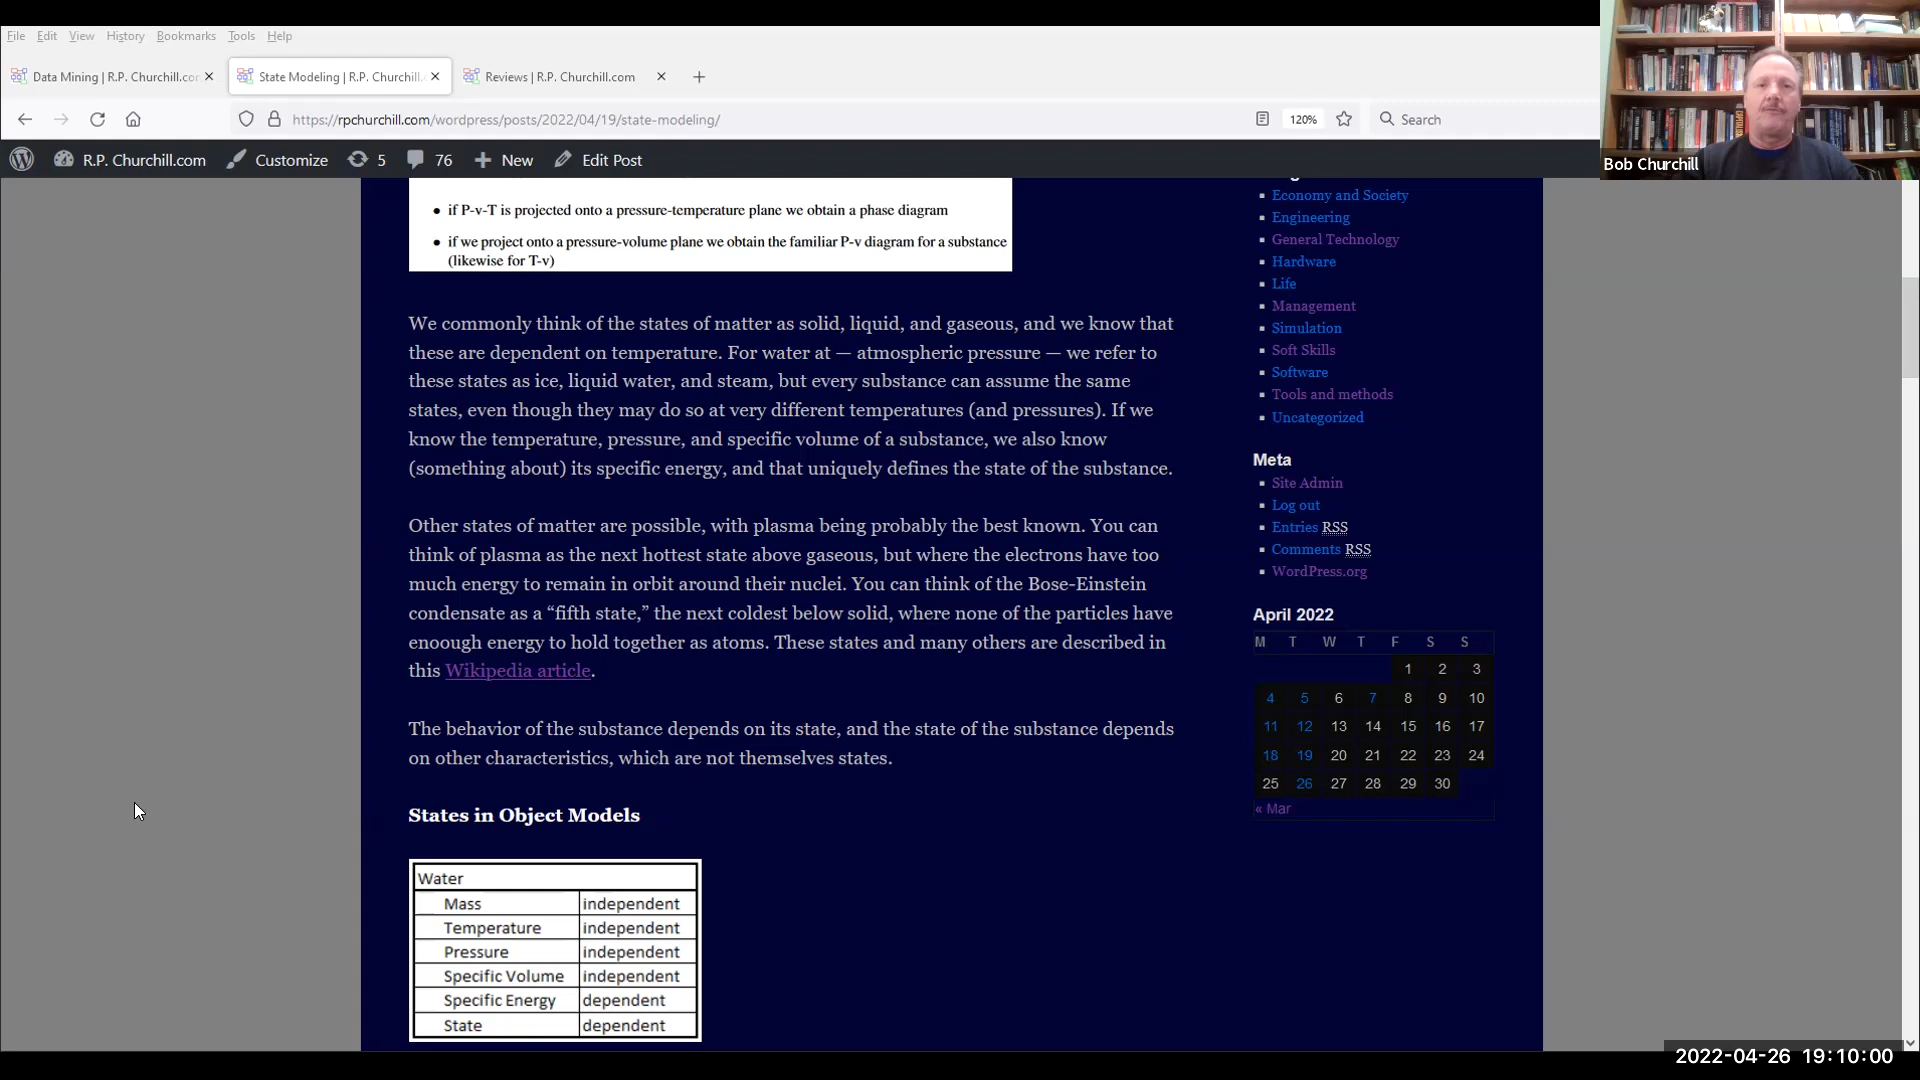 File Edit View History Bookmarks Tools Help
Data Mining | R.P. Churchill.co
State Modeling | R.P. Churchill.
Reviews | R.P. Churchill.com
https://rpchurchill.com/wordpress/posts/2022/04/19/state-modeling/
120%
Search
Bob Churchill
R.P. Churchill.com Customize 5 76 New Edit Post
• if P-v-T is projected onto a pressure-temperature plane we obtain a phase diagram
• if we project onto a pressure-volume plane we obtain the familiar P-v diagram for a substance
(likewise for T-v)
We commonly think of the states of matter as solid, liquid, and gaseous, and we know that
these are dependent on temperature. For water at — atmospheric pressure — we refer to
these states as ice, liquid water, and steam, but every substance can assume the same
states, even though they may do so at very different temperatures (and pressures). If we
know the temperature, pressure, and specific volume of a substance, we also know
(something about) its specific energy, and that uniquely defines the state of the substance.
Other states of matter are possible, with plasma being probably the best known. You can
think of plasma as the next hottest state above gaseous, but where the electrons have too
much energy to remain in orbit around their nuclei. You can think of the Bose-Einstein
condensate as a “fifth state,” the next coldest below solid, where none of the particles have
enoough energy to hold together as atoms. These states and many others are described in
this Wikipedia article.
The behavior of the substance depends on its state, and the state of the substance depends
on other characteristics, which are not themselves states.
States in Object Models
Water
Mass independent
Temperature independent
Pressure independent
Specific Volume independent
Specific Energy dependent
State dependent
Economy and Society
Engineering
General Technology
Hardware
Life
Management
Simulation
Soft Skills
Software
Tools and methods
Uncategorized
Meta
Site Admin
Log out
Entries RSS
Comments RSS
WordPress.org
April 2022
M T W T F S S
1 2 3
4 5 6 7 8 9 10
11 12 13 14 15 16 17
18 19 20 21 22 23 24
25 26 27 28 29 30
« Mar
2022-04-26 19:10:00